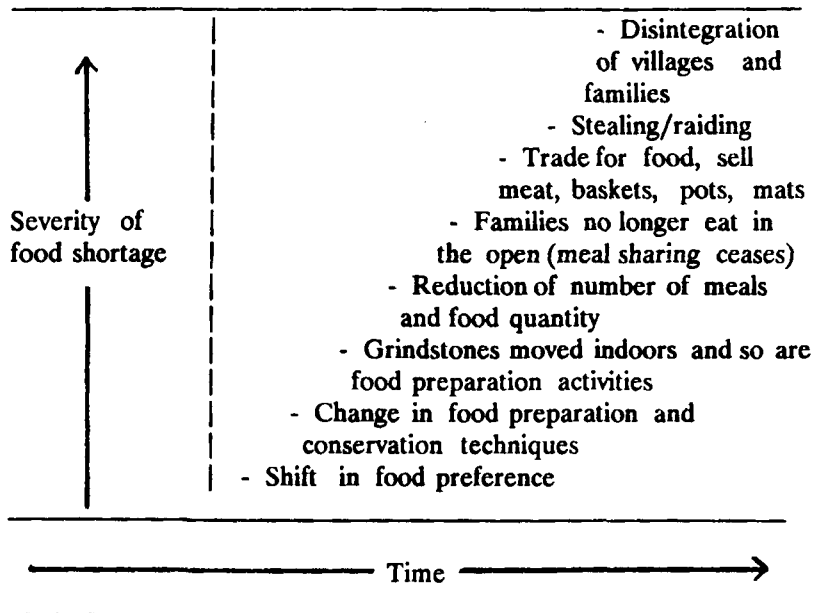 - Disintegration
of villages and
families
- Stealing/raiding
- Trade for food, sell
meat, baskets, pots, mats
Severity of
food shortage
- Families no longer eat in
the open (meal sharing ceases)
- Reduction of number of meals
and food quantity
- Grindstones moved indoors and so are
food preparation activities
- Change in food preparation and
conservation techniques
- Shift in food preference
Time